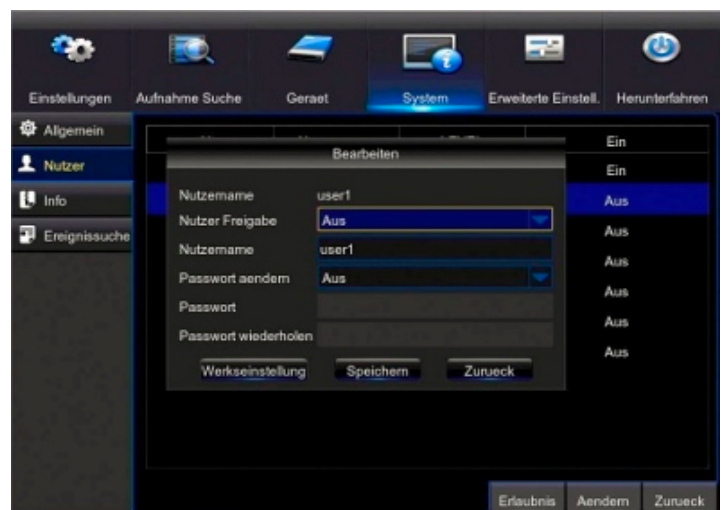 Einstellungen Aufnahme Suche Geraet System Erweiterte Einstell. Herunterfahren
Allgemein
Nutzer
Info
Ereignissuche
Ein
Ein
Aus
Aus
Aus
Aus
Aus
Aus
Bearbeiten
Nutzername user1
Nutzer Freigabe Aus
Nutzername user1
Passwort aendern Aus
Passwort
Passwort wiederholen
Werkseinstellung Speichern Zurueck
Erlaubnis Aendern Zurueck